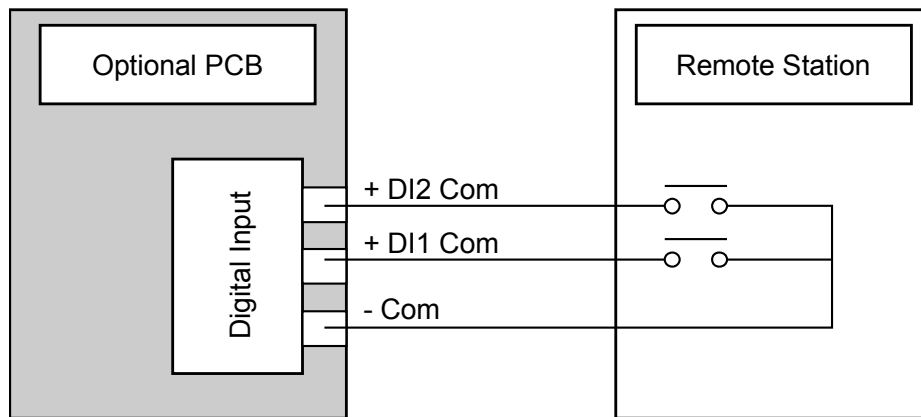 Optional PCB
Remote Station
+ DI2 Com
+ DI1 Com
- Com
Digital Input